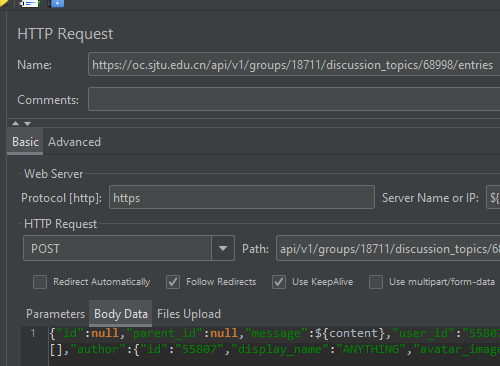 HTTP Request
Name: https://oc.sjtu.edu.cn/api/v1/groups/18711/discussion_topics/68998/entries
Comments:
Basic Advanced
Web Server
Protocol [http]: https Server Name or IP: ${
HTTP Request
POST Path: api/v1/groups/18711/discussion_topics/68
Redirect Automatically Follow Redirects Use KeepAlive Use multipart/form-data
Parameters Body Data Files Upload
1 {"id":null,"parent_id":null,"message":${content},"user_id":"5580
[],"author":{"id":"55807","display_name":"ANYTHING","avatar_imag